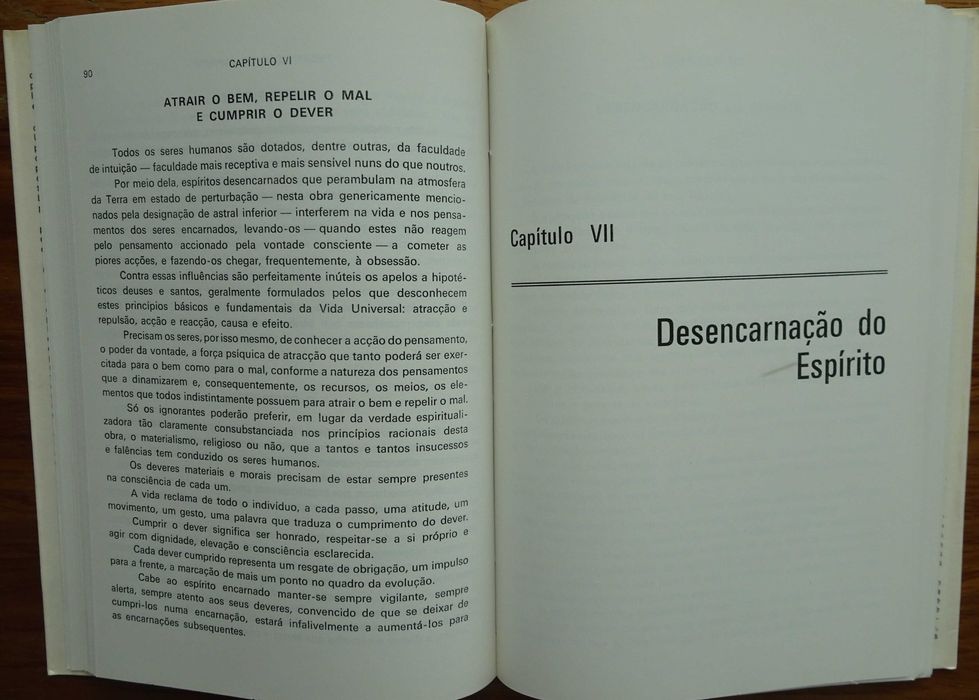 90
CAPÍTULO VI
ATRAIR O BEM, REPELIR O MAL
E CUMPRIR O DEVER
Todos os seres humanos são dotados, dentre outras, da faculdade
de intuição — faculdade mais receptiva e mais sensível nuns do que noutros.
Por meio dela, espíritos desencarnados que perambulam na atmosfera
da Terra em estado de perturbação — nesta obra genericamente mencio-
nados pela designação de astral inferior — interferem na vida e nos pensa-
mentos dos seres encarnados, levando-os — quando estes não reagem
pelo pensamento accionado pela vontade consciente — a cometer as
piores acções, e fazendo-os chegar, frequentemente, à obsessão.
Contra essas influências são perfeitamente inúteis os apelos a hipoté-
ticos deuses e santos, geralmente formulados pelos que desconhecem
estes princípios básicos e fundamentais da Vida Universal: atracção e
repulsão, acção e reacção, causa e efeito.
Precisam os seres, por isso mesmo, de conhecer a acção do pensamento,
o poder da vontade, a força psíquica de atracção que tanto poderá ser exer-
citada para o bem como para o mal, conforme a natureza dos pensamentos
que a dinamizarem e, consequentemente, os recursos, os meios, os ele-
mentos que todos indistintamente possuem para atrair o bem e repelir o mal.
Só os ignorantes poderão preferir, em lugar da verdade espirituali-
zadora tão claramente consubstanciada nos princípios racionais desta
obra, o materialismo, religioso ou não, que a tantos e tantos insucessos
e falências tem conduzido os seres humanos.
Os deveres materiais e morais precisam de estar sempre presentes
na consciência de cada um.
A vida reclama de todo o indivíduo, a cada passo, uma atitude, um
movimento, um gesto, uma palavra que traduza o cumprimento do dever.
Cumprir o dever significa ser honrado, respeitar-se a si próprio e
agir com dignidade, elevação e consciência esclarecida.
Cada dever cumprido representa um resgate de obrigação, um impulso
para a frente, a marcação de mais um ponto no quadro da evolução.
Cabe ao espírito encarnado manter-se sempre vigilante, sempre
alerta, sempre atento aos seus deveres, convencido de que se deixar de
cumpri-los numa encarnação, estará infalivelmente a aumentá-los para
as encarnações subsequentes.
Capítulo VII
Desencarnação do
Espírito